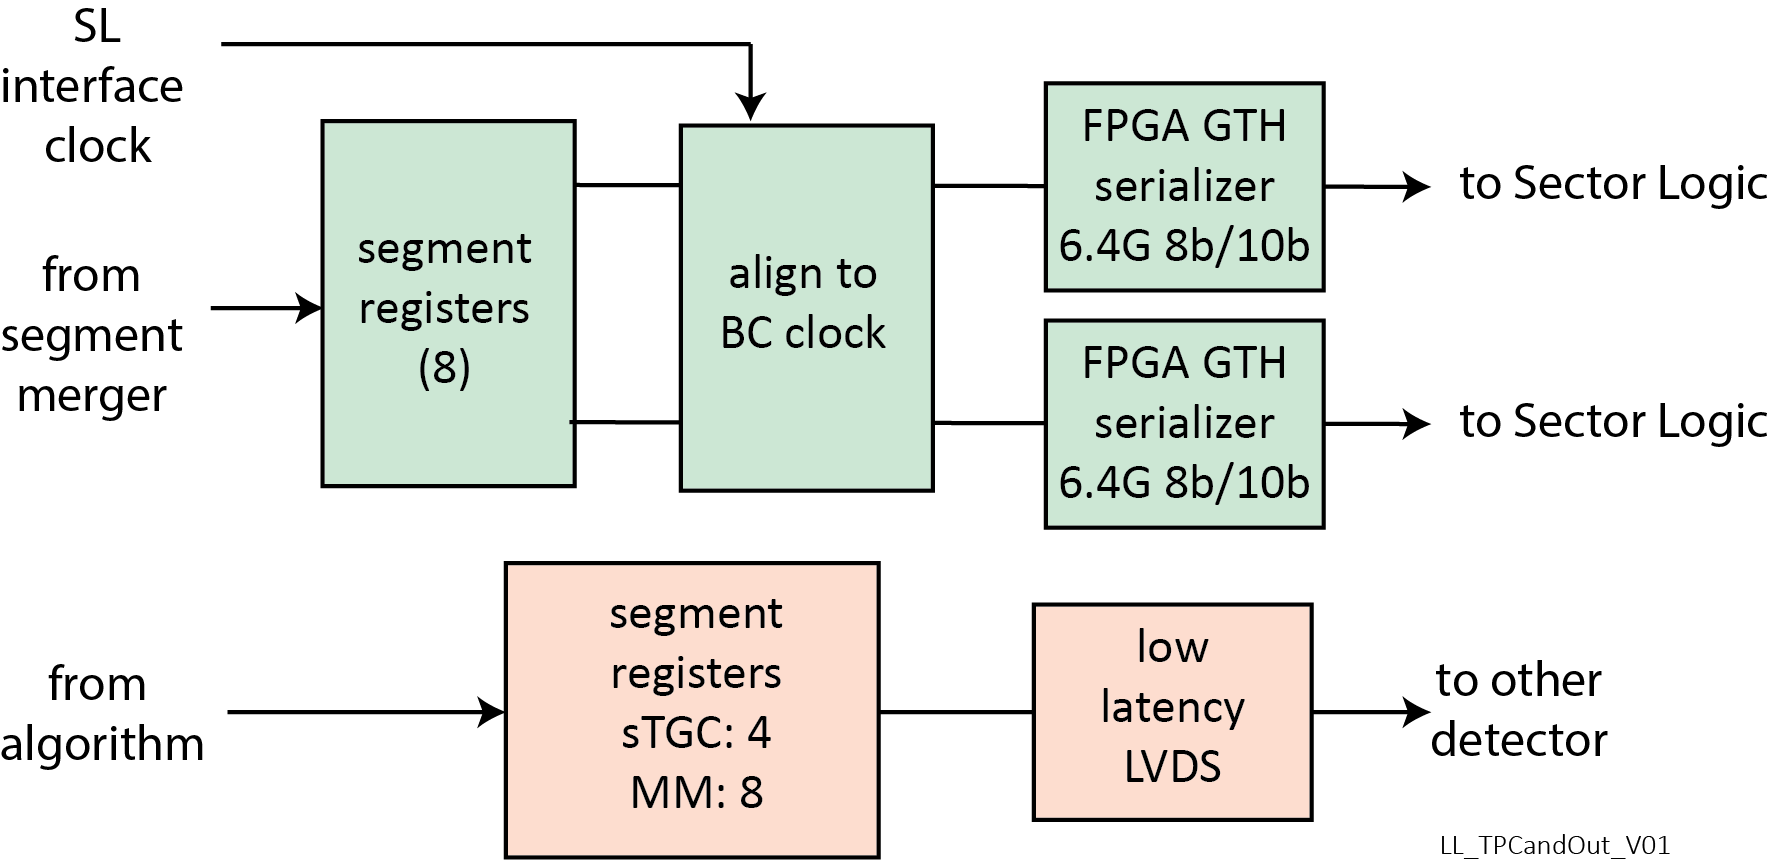 SL
interface
clock
from
segment
merger
segment
registers
(8)
align to
BC clock
FPGA GTH
serializer
6.4G 8b/10b
to Sector Logic
FPGA GTH
serializer
6.4G 8b/10b
to Sector Logic
from
algorithm
segment
registers
sTGC: 4
MM: 8
low
latency
LVDS
to other
detector
LL_TPCandOut_V01